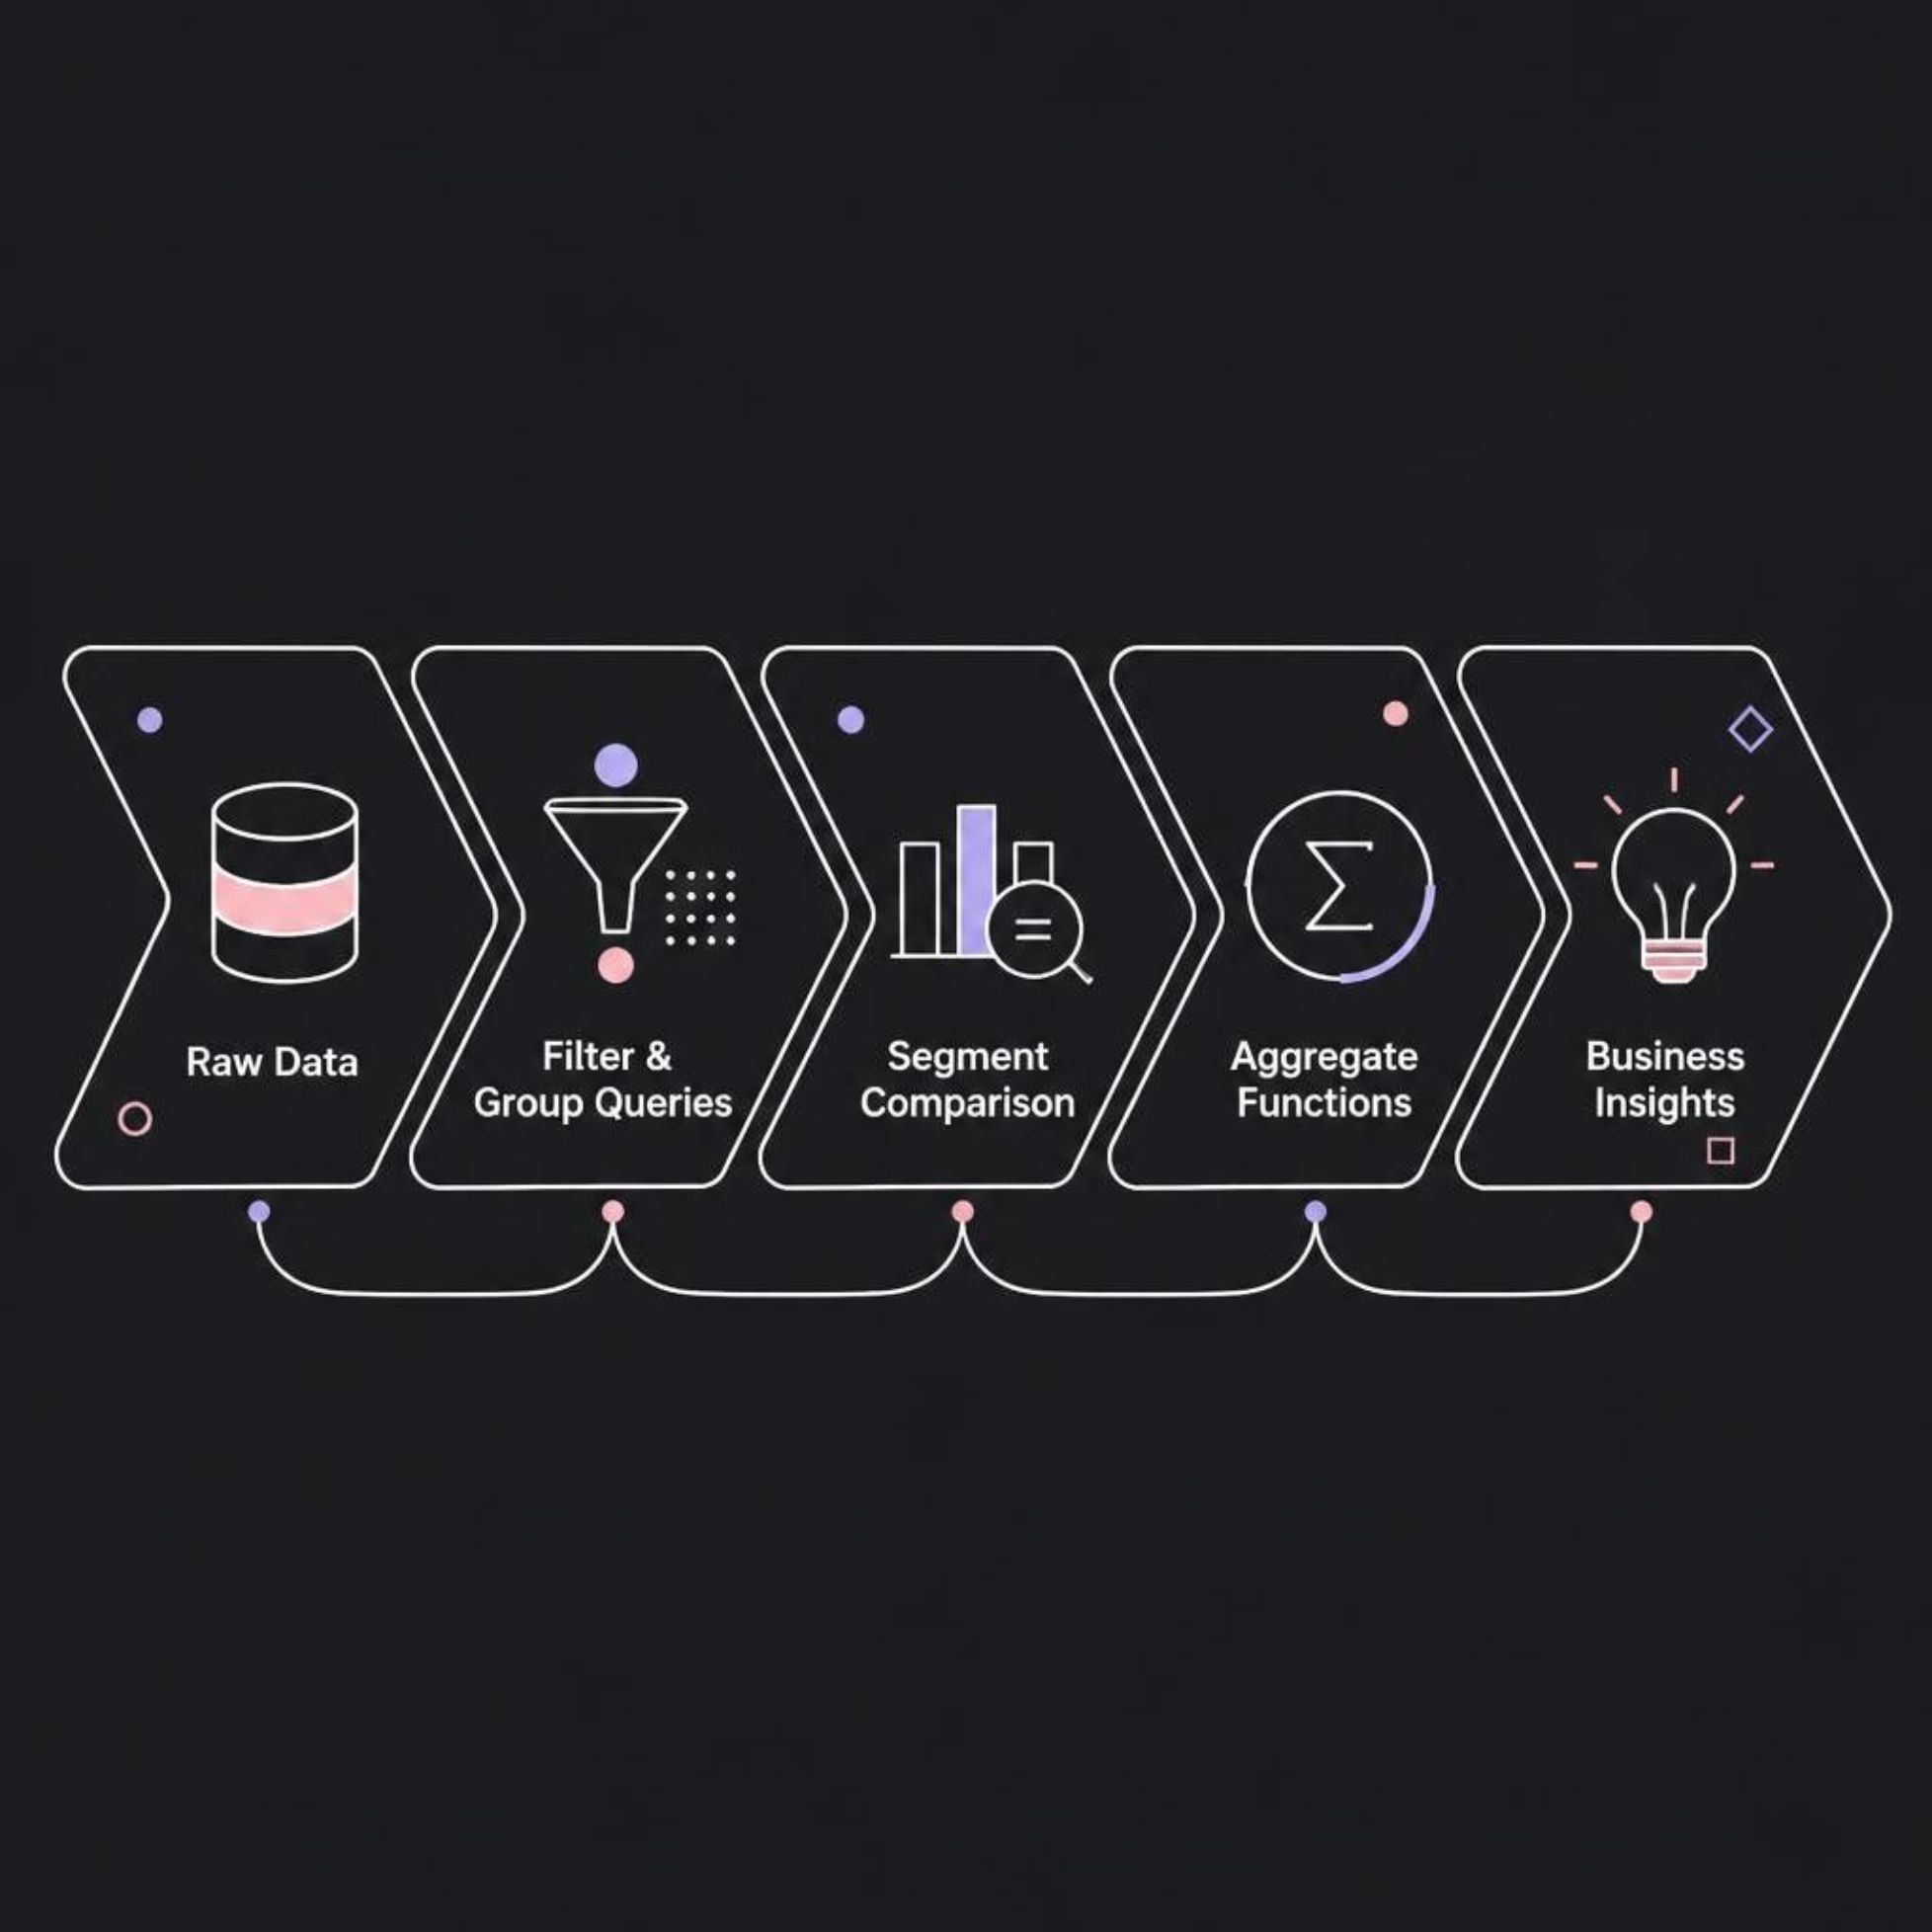 Raw Data
Filter &
Group Queries
Segment
Comparison
Σ
Aggregate
Functions
Business
Insights